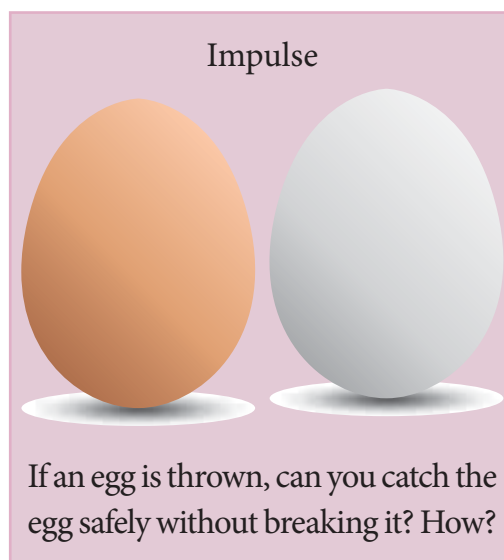 Impulse
If an egg is thrown, can you catch the
egg safely without breaking it? How?